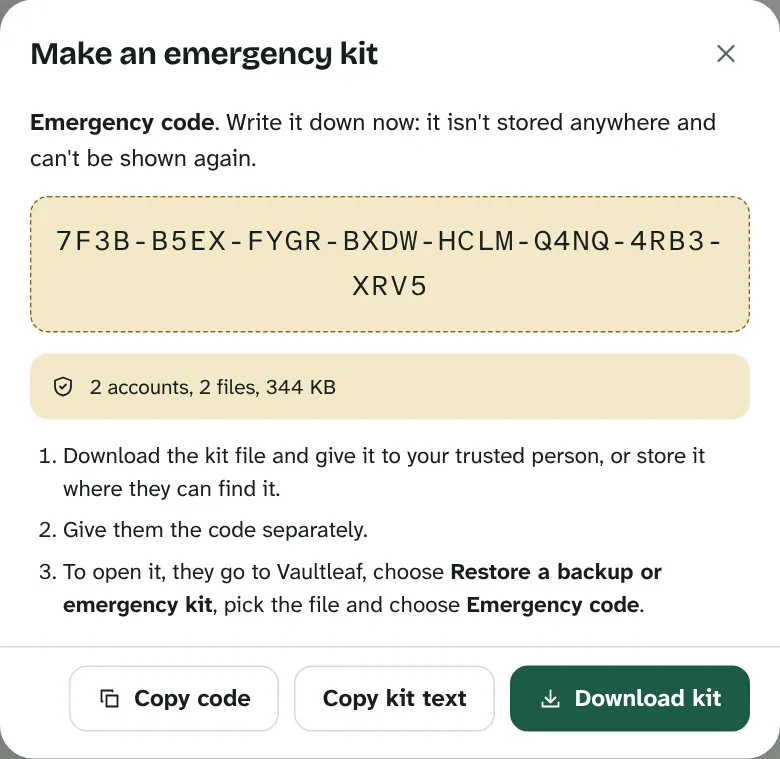 Make an emergency kit
Emergency code. Write it down now: it isn't stored anywhere and
can't be shown again.
7F3B-B5EX-FYGR-BXDW-HCLM-Q4NQ-4RB3-
XRV5
2 accounts, 2 files, 344 KB
1. Download the kit file and give it to your trusted person, or store it
where they can find it.
2. Give them the code separately.
3. To open it, they go to Vaultleaf, choose Restore a backup or
emergency kit, pick the file and choose Emergency code.
Copy code
Copy kit text
Download kit